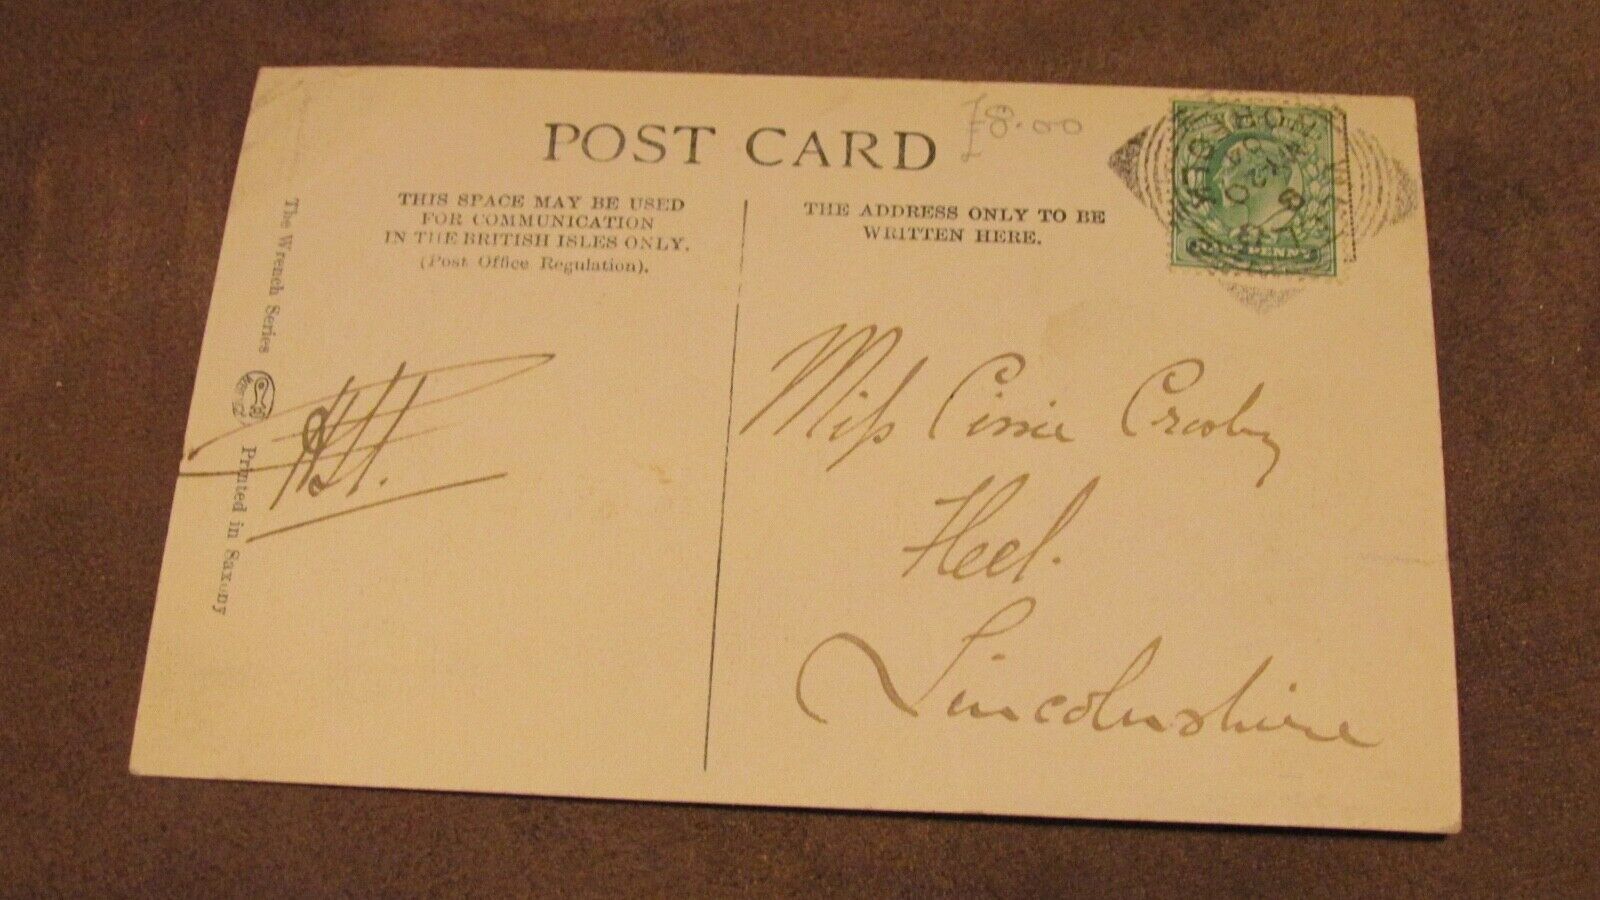 POST CARD
£8.00
THIS SPACE MAY BE USED
FOR COMMUNICATION
IN THE BRITISH ISLES ONLY.
(Post Office Regulation).
THE ADDRESS ONLY TO BE
WRITTEN HERE.
The Wrench Series
Printed in Saxony
Miss Cissie Crosby
Lincolnshire